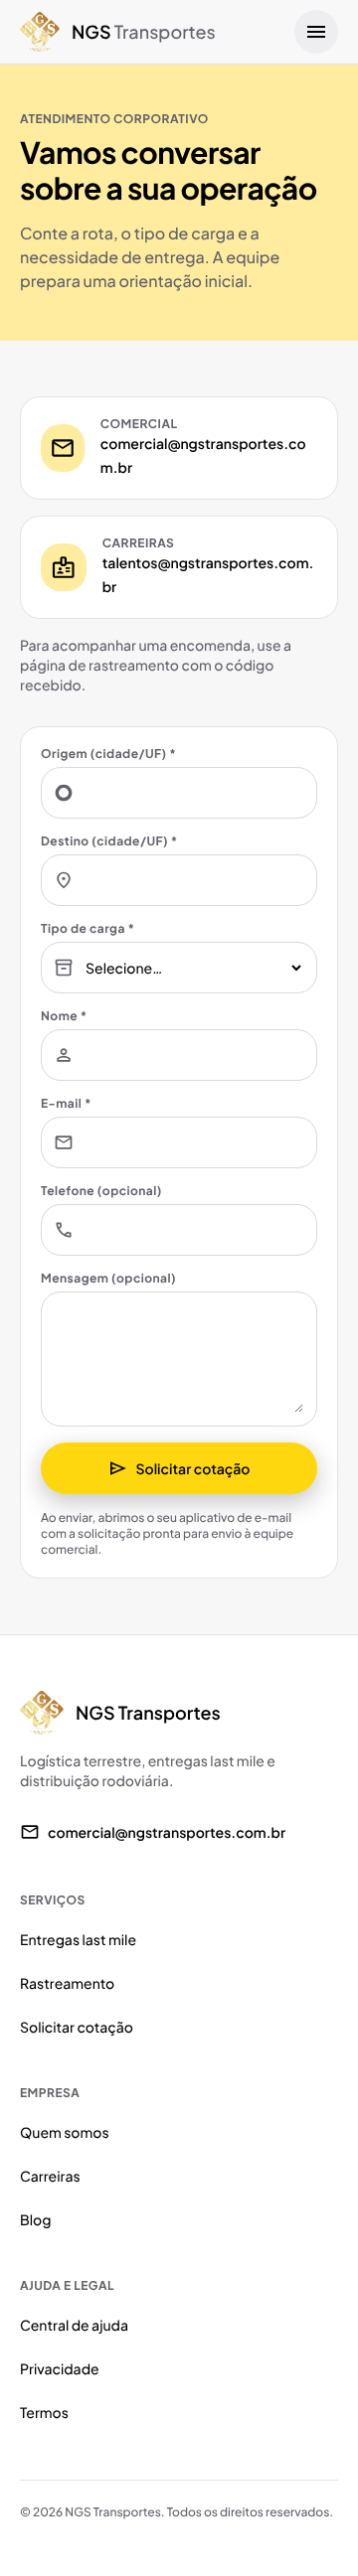 NGS Transportes
ATENDIMENTO CORPORATIVO
Vamos conversar
sobre a sua operação
Conte a rota, o tipo de carga e a
necessidade de entrega. A equipe
prepara uma orientação inicial.
COMERCIAL
comercial@ngstransportes.co
m.br
CARREIRAS
talentos@ngstransportes.com.
br
Para acompanhar uma encomenda, use a
página de rastreamento com o código
recebido.
Origem (cidade/UF) *
Destino (cidade/UF) *
Tipo de carga *
Selecione...
Nome *
E-mail *
Telefone (opcional)
Mensagem (opcional)
Solicitar cotação
Ao enviar, abrimos o seu aplicativo de e-mail
com a solicitação pronta para envio à equipe
comercial.
NGS Transportes
Logística terrestre, entregas last mile e
distribuição rodoviária.
comercial@ngstransportes.com.br
SERVIÇOS
Entregas last mile
Rastreamento
Solicitar cotação
EMPRESA
Quem somos
Carreiras
Blog
AJUDA E LEGAL
Central de ajuda
Privacidade
Termos
© 2026 NGS Transportes. Todos os direitos reservados.